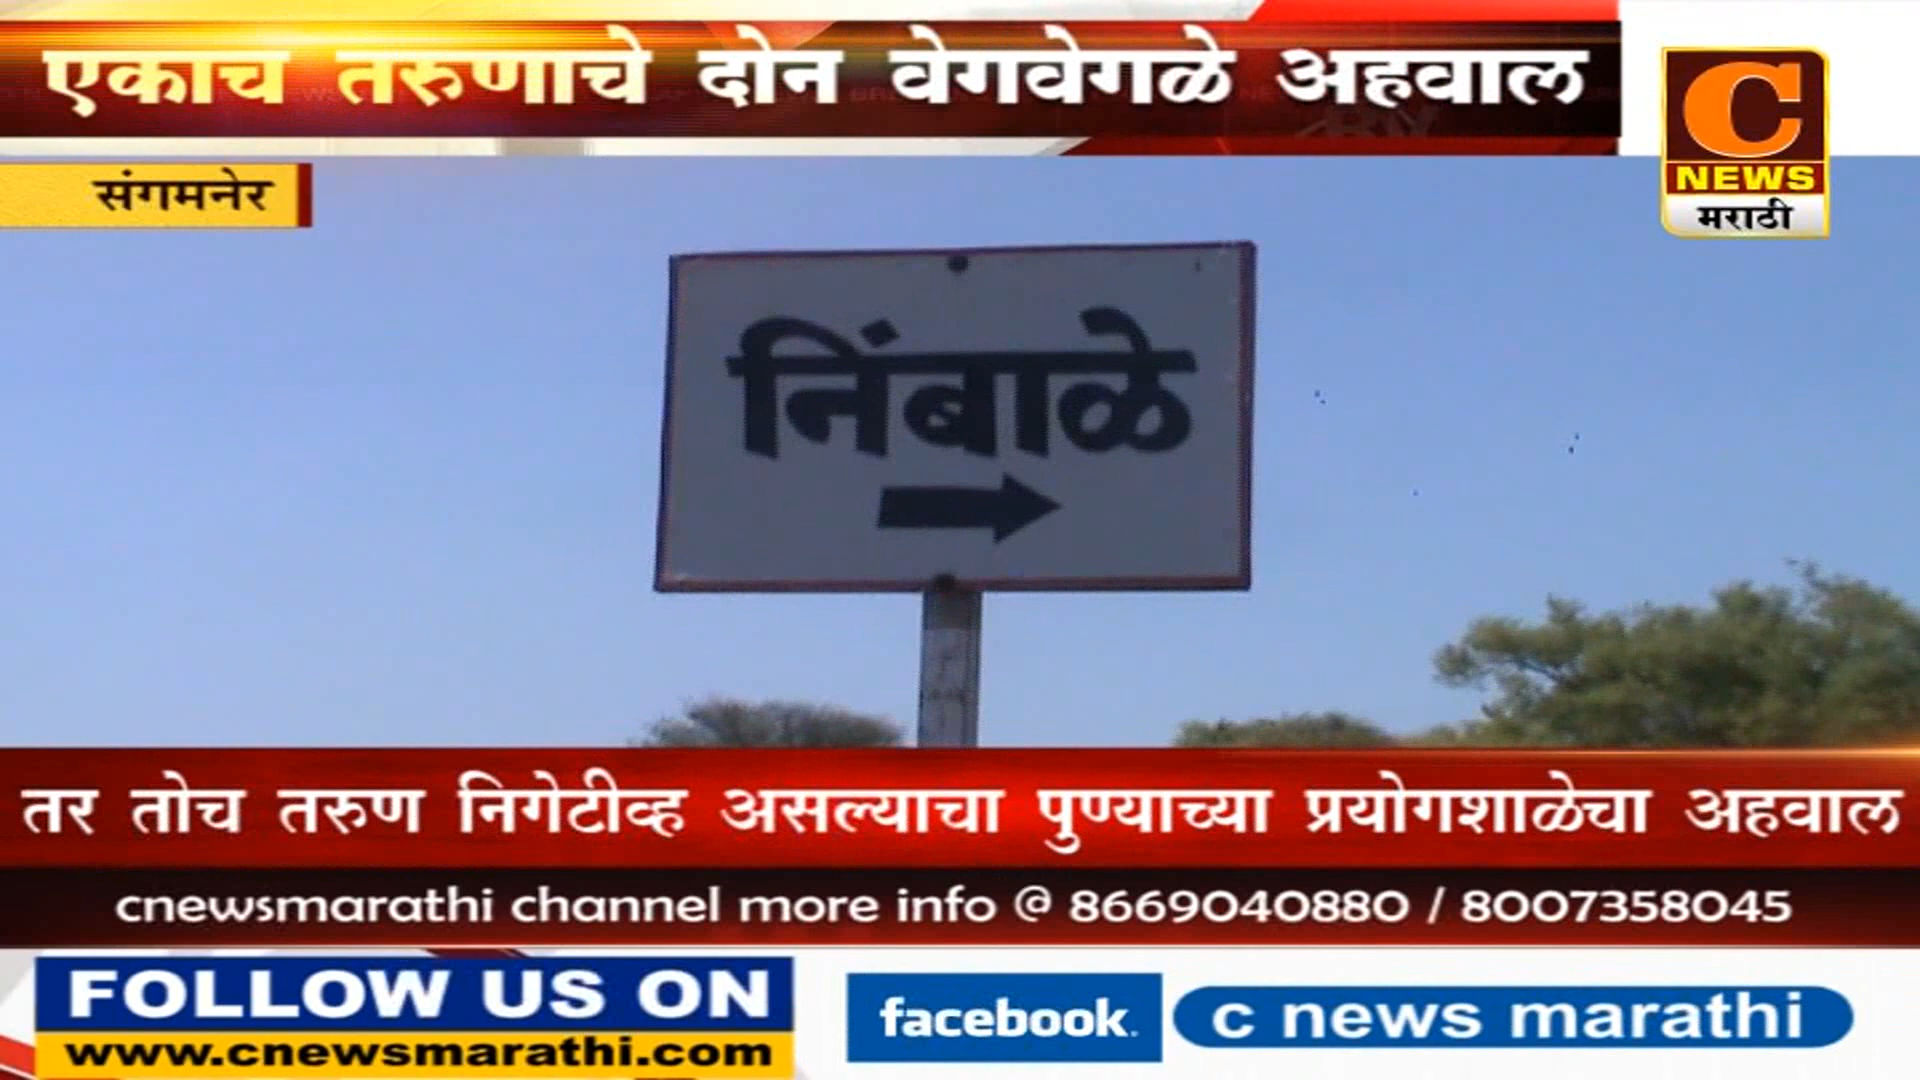 एकाच तरुणाचे दोन वेगवेगळे अहवाल
C
NEWS
मराठी
संगमनेर
निंबाळे
तर तोच तरुण निगेटीव्ह असल्याचा पुण्याच्या प्रयोगशाळेचा अहवाल
cnewsmarathi channel more info @ 8669040880 / 8007358045
FOLLOW US ON
www.cnewsmarathi.com
facebook.
c news marathi